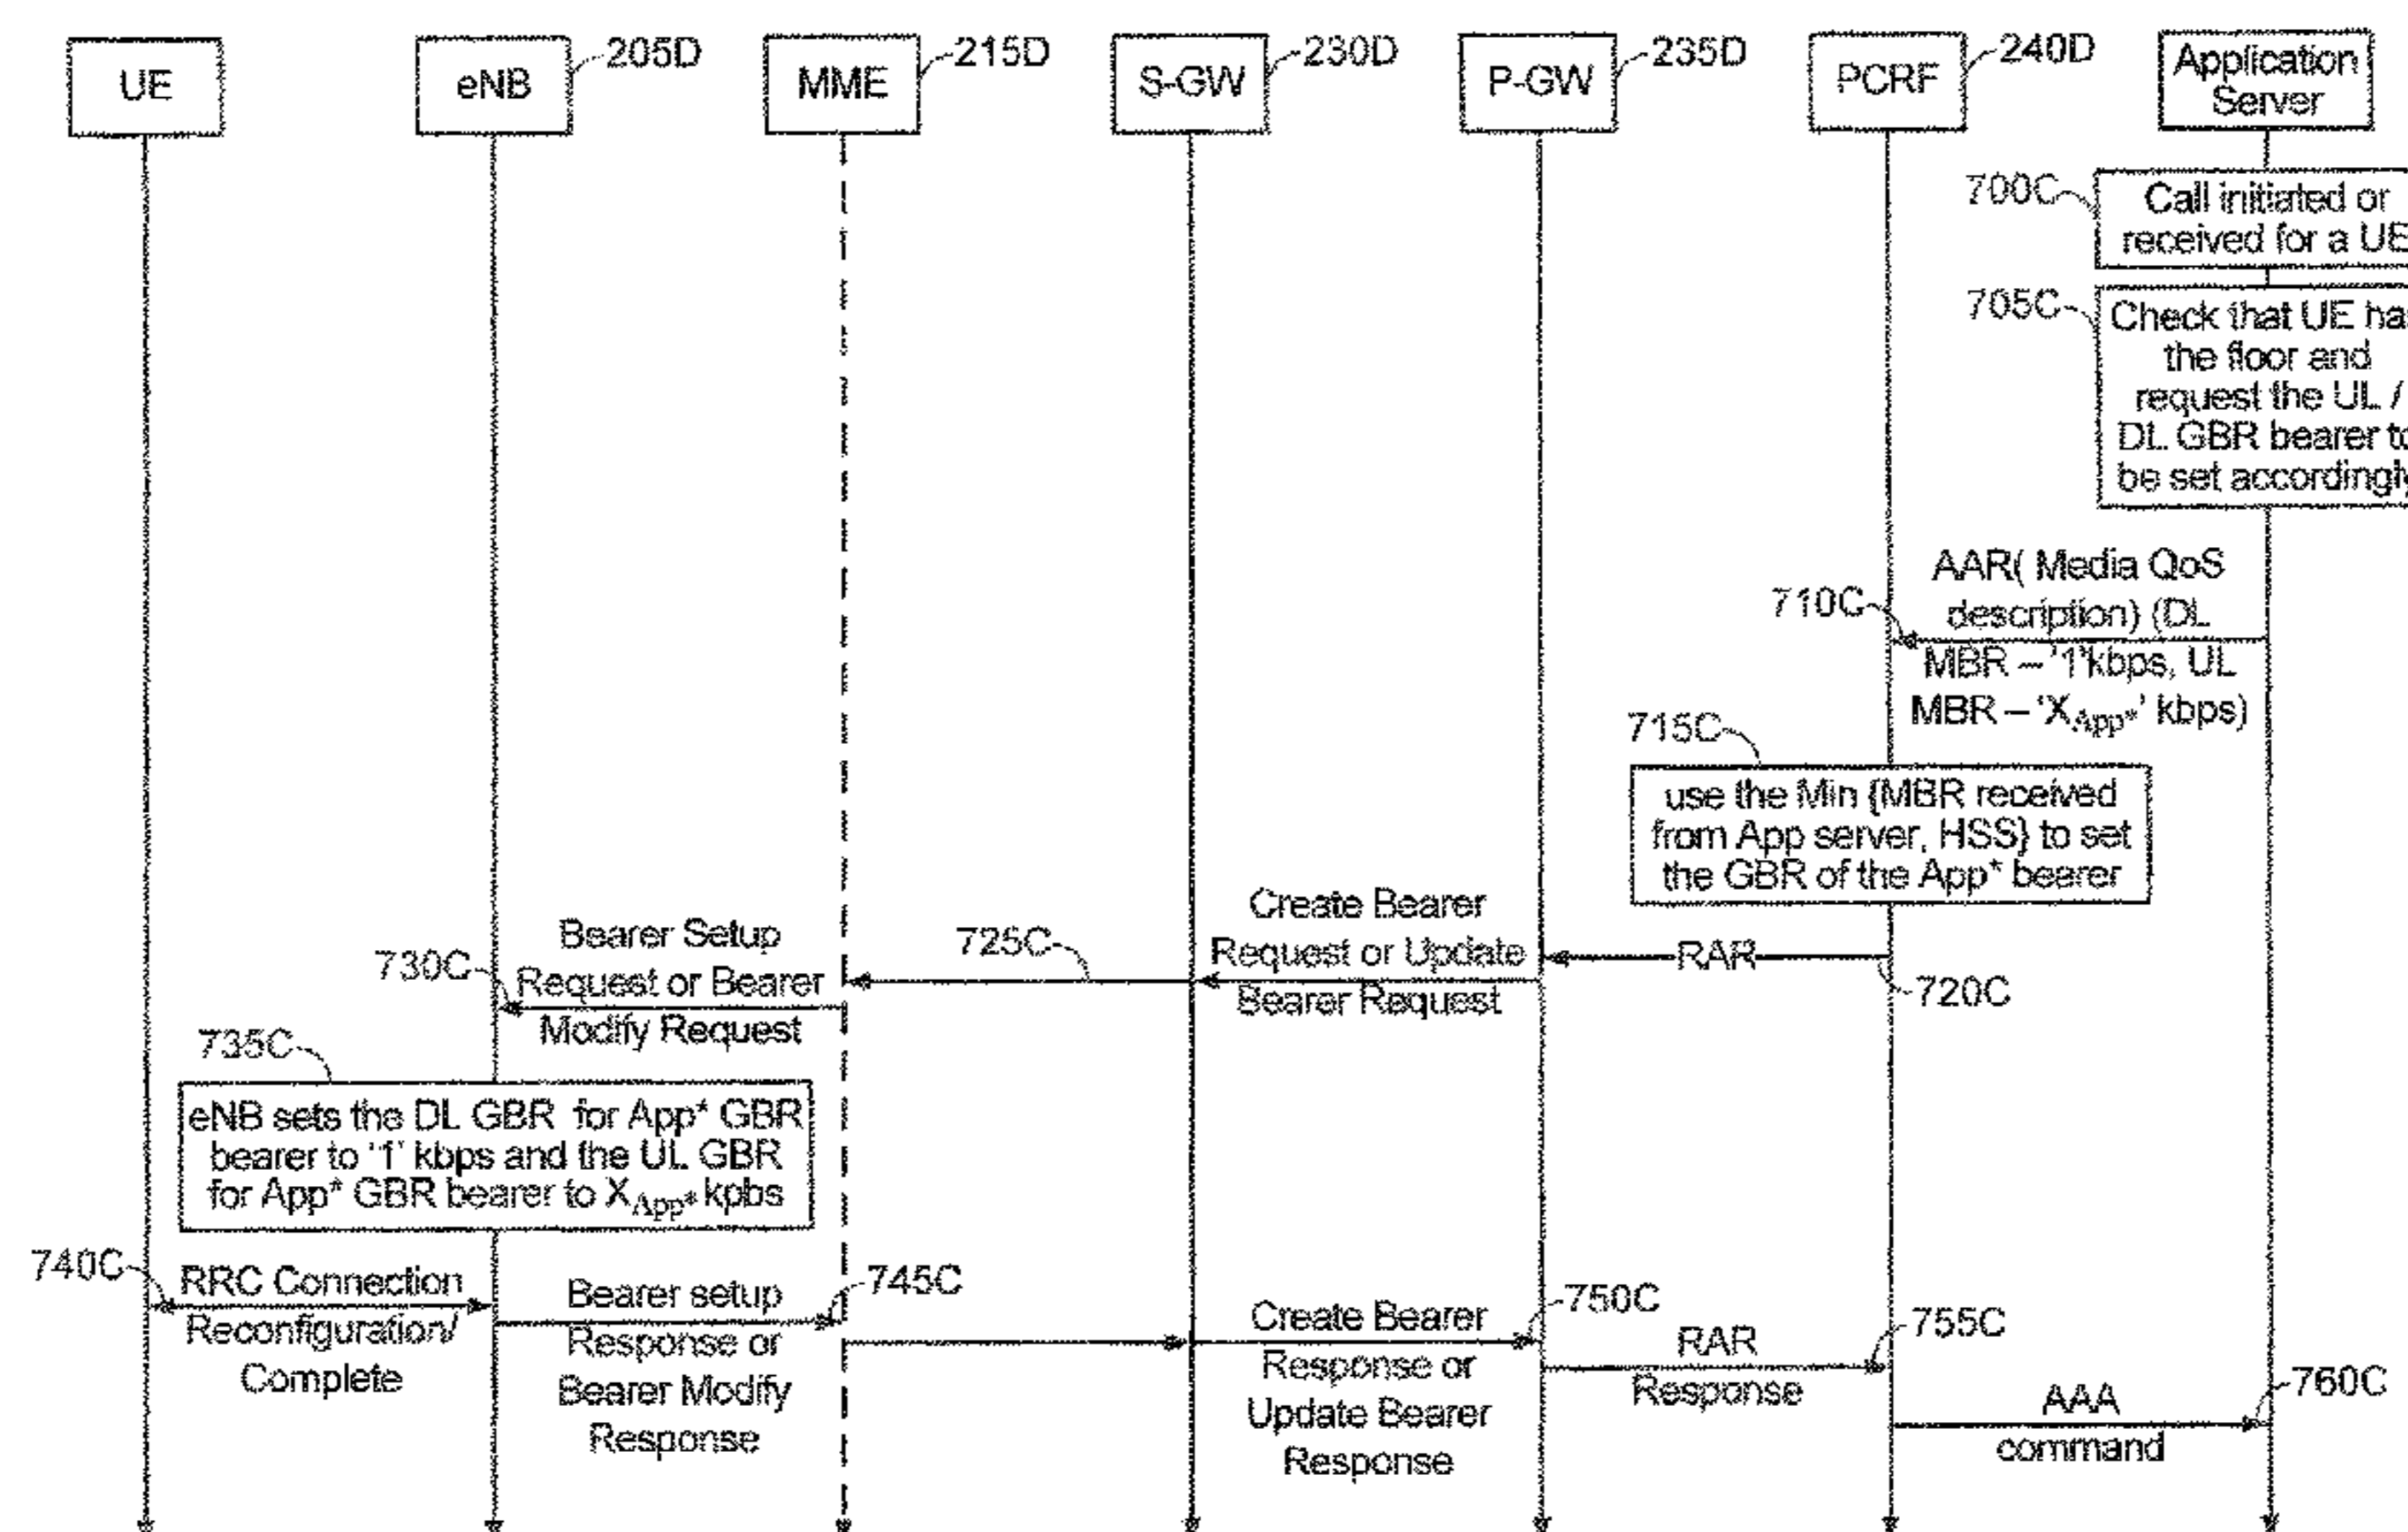 UE
eNB
205D
MME
215D
S-GW
230D
P-GW
235D
PCRF
240D
Application
Server
700C
Call initiated or
received for a UE
705C
Check that UE ha
the floor and
request the UL /
DL GBR bearer to
be set accordingly
710C
AAR( Media QoS
description) (DL
MBR – '1'kbps, UL
MBR – 'XApp*' kbps)
715C
use the Min {MBR received
from App server, HSS} to set
the GBR of the App* bearer
RAR
720C
Create Bearer
Request or Update
Bearer Request
725C
Bearer Setup
Request or Bearer
Modify Request
730C
735C
eNB sets the DL GBR for App* GBR
bearer to '1' kbps and the UL GBR
for App* GBR bearer to XApp* kpbs
740C
RRC Connection
Reconfiguration/
Complete
Bearer setup
Response or
Bearer Modify
Response
745C
Create Bearer
Response or
Update Bearer
Response
750C
RAR
Response
755C
AAA
command
760C